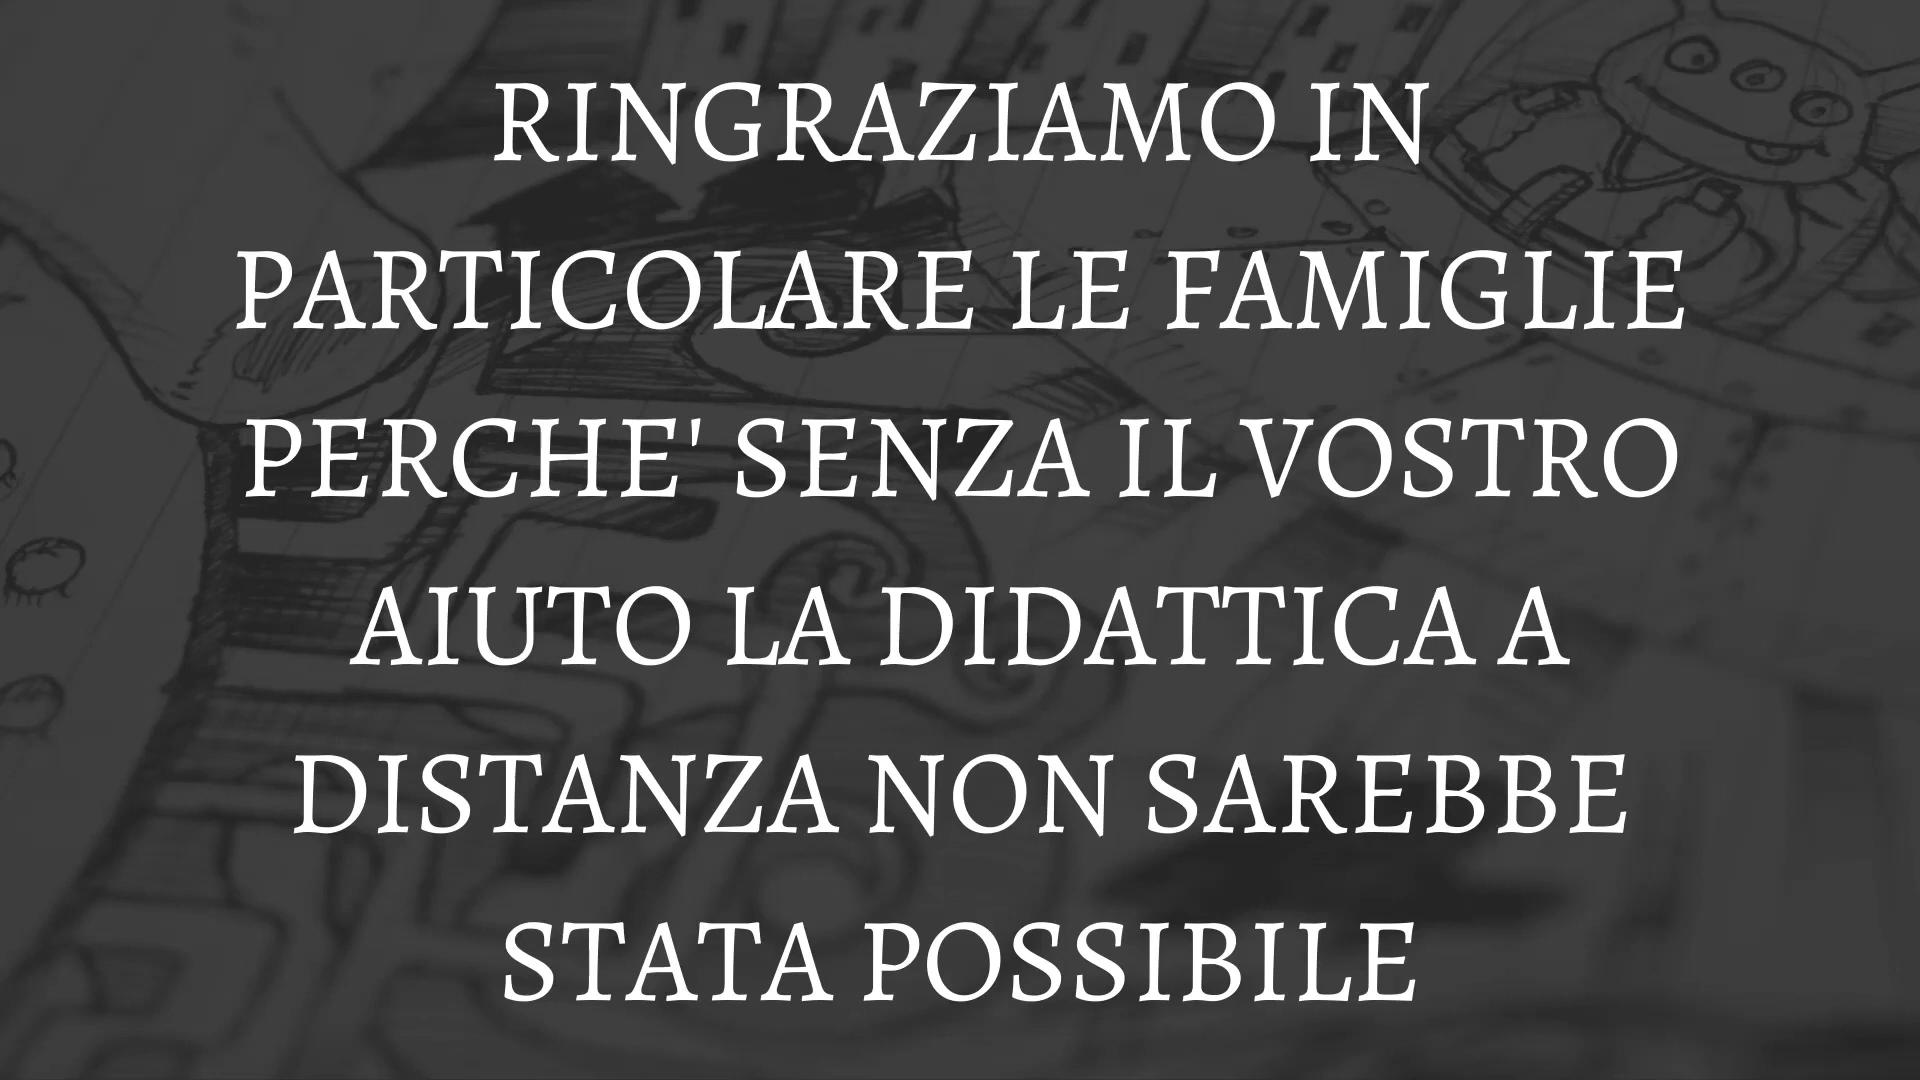 RINGRAZIAMO IN
PARTICOLARE LE FAMIGLIE
PERCHE' SENZA IL VOSTRO
AIUTO LA DIDATTICA A
DISTANZA NON SAREBBE
STATA POSSIBILE